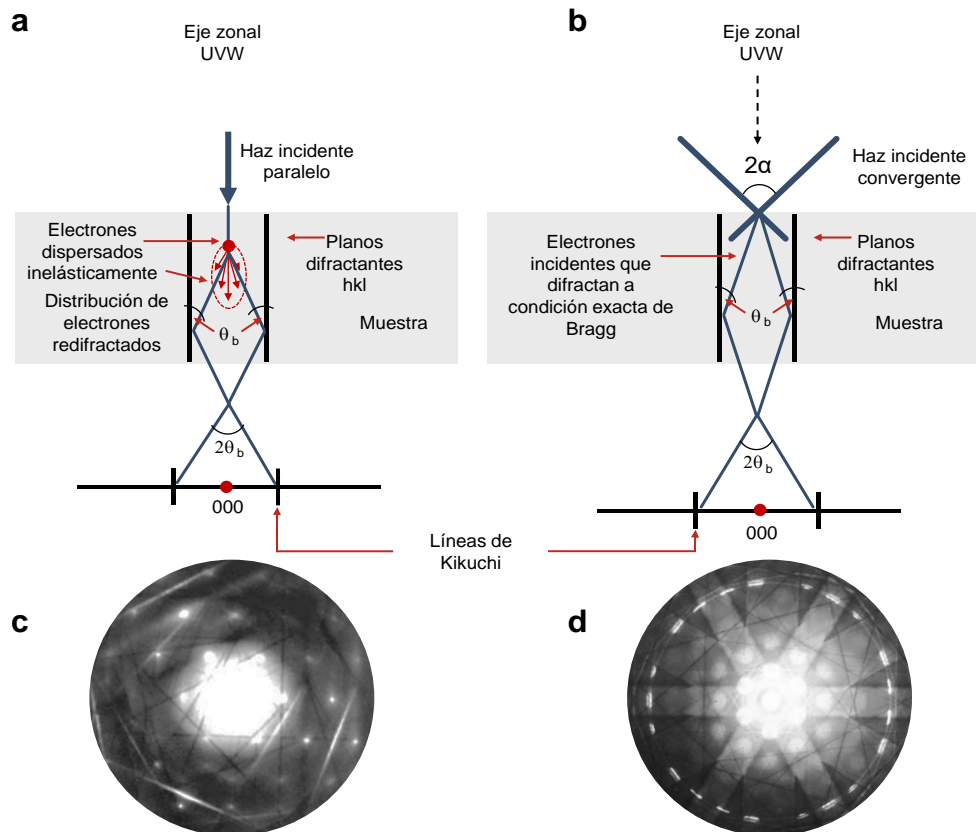 a
Eje zonal
UVW
Haz incidente
paralelo
Electrones
dispersados
inelásticamente
Distribución de
electrones
redifractados
θb
Planos
difractantes
hkl
Muestra
2θb
000
b
Eje zonal
UVW
2α
Haz incidente
convergente
Electrones
incidentes que
difractan a
condición exacta de
Bragg
θb
Planos
difractantes
hkl
Muestra
2θb
000
Líneas de
Kikuchi
c
d